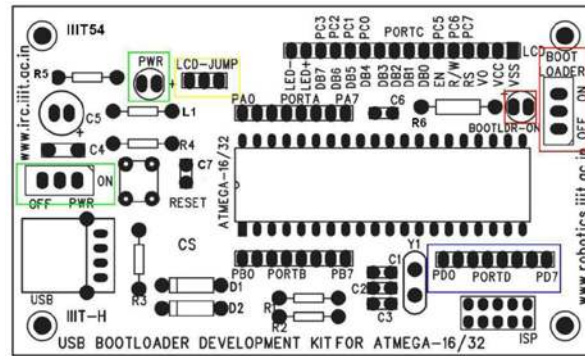 IIIT54
www.irc.iiit.ac.in
PWR
LCD-JUMP
PC3
PC2
PC1
PC0
PORTC
PC5
PC6
PC7
LED-
LED+
DB7
DB6
DB5
DB4
DB3
DB2
DB1
DB0
EN
R/W
RS
VO
VCC
VSS
LCD
BOOT
LOADER
ON
OFF
R5
C5
L1
PA0 PORTA PA7
C6
R6
BOOTLDR-ON
C4
R4
C7
ON
OFF PWR
RESET
ATMEGA-16/32
CS
USB
R3
D1
D2
PB0 PORTB PB7
C1
C2
C3
Y1
PD0 PORTD PD7
R1
R2
ISP
IIIT-H
www.robotics.iiit.ac.in
USB BOOTLOADER DEVELOPMENT KIT FOR ATMEGA-16/32